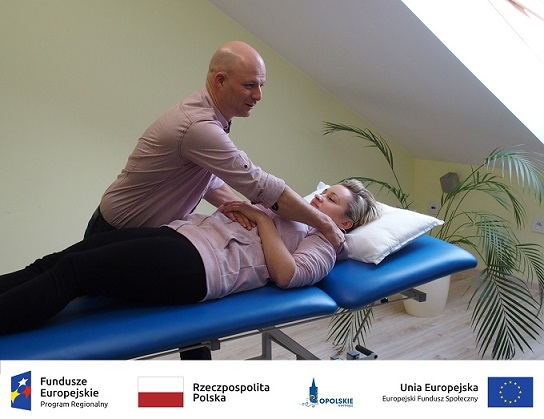 Fundusze
Europejskie
Program Regionalny
Rzeczpospolita
Polska
OPOLSKIE
Unia Europejska
Europejski Fundusz Społeczny